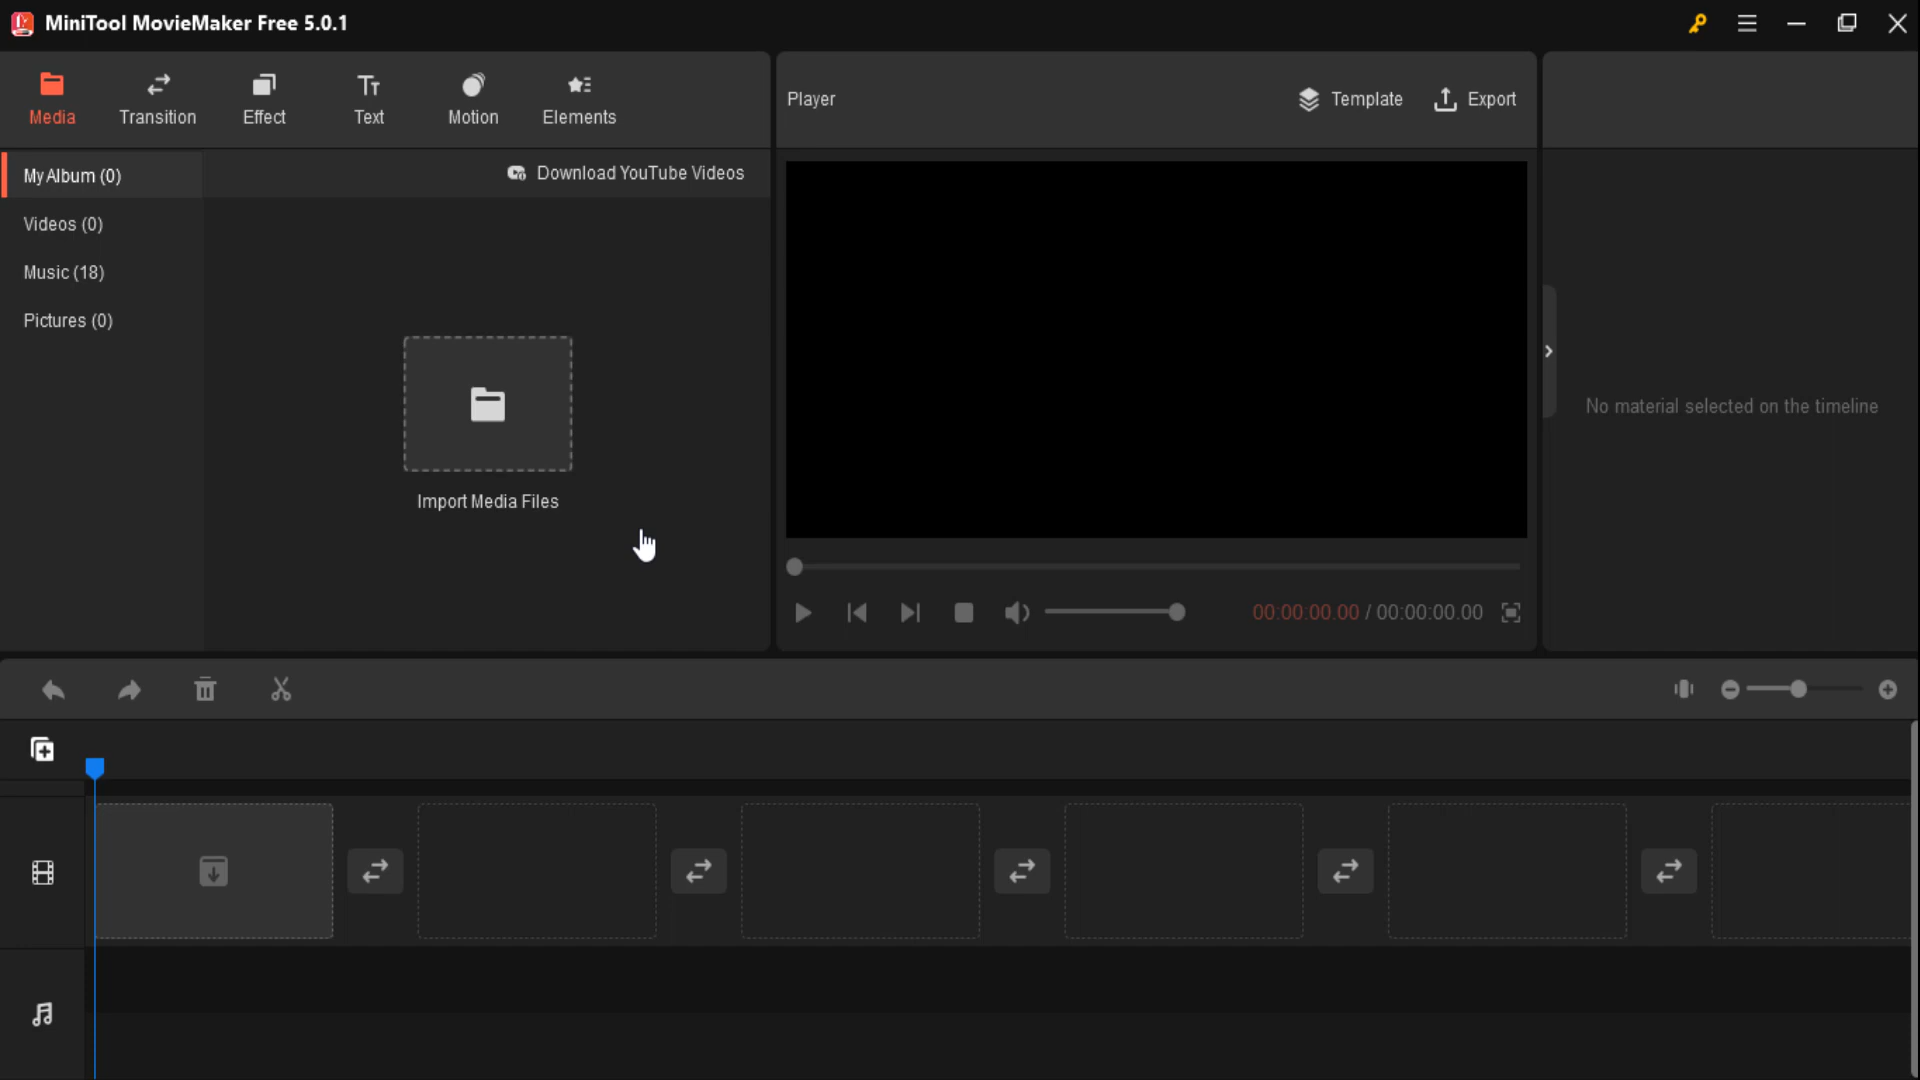 MiniTool MovieMaker Free 5.0.1
Media
Transition
Effect
Text
Motion
Elements
Player
Template
Export
My Album (0)
Download YouTube Videos
Videos (0)
Music (18)
Pictures (0)
Import Media Files
No material selected on the timeline
00:00:00.00 / 00:00:00.00